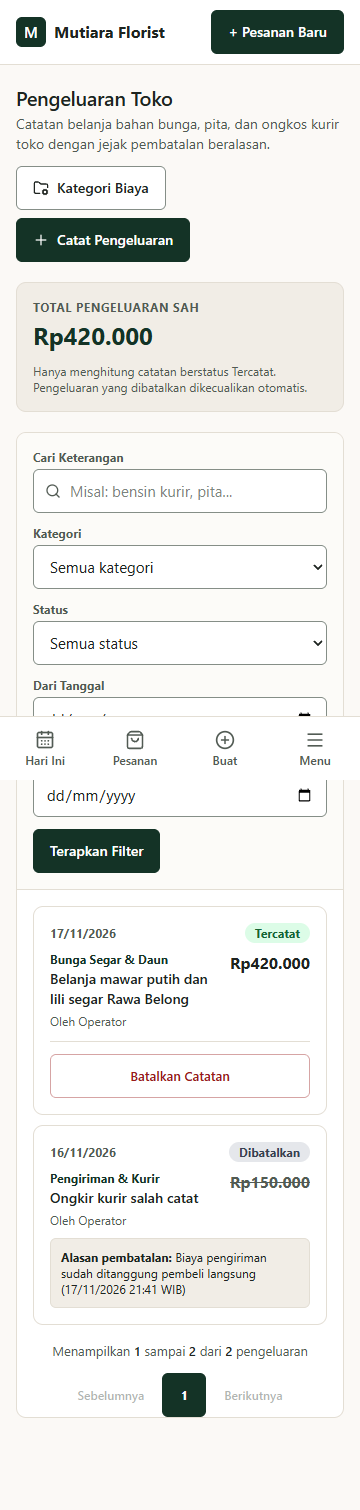 M Mutiara Florist
+ Pesanan Baru
Pengeluaran Toko
Catatan belanja bahan bunga, pita, dan ongkos kurir
toko dengan jejak pembatalan beralasan.
Kategori Biaya
+ Catat Pengeluaran
TOTAL PENGELUARAN SAH
Rp420.000
Hanya menghitung catatan berstatus Tercatat.
Pengeluaran yang dibatalkan dikecualikan otomatis.
Cari Keterangan
Misal: bensin kurir, pita...
Kategori
Semua kategori
Status
Semua status
Dari Tanggal
Hari Ini
Pesanan
Buat
Menu
dd/mm/yyyy
Terapkan Filter
17/11/2026
Tercatat
Bunga Segar & Daun
Rp420.000
Belanja mawar putih dan
lili segar Rawa Belong
Oleh Operator
Batalkan Catatan
16/11/2026
Dibatalkan
Pengiriman & Kurir
Rp150.000
Ongkir kurir salah catat
Oleh Operator
Alasan pembatalan: Biaya pengiriman
sudah ditanggung pembeli langsung
(17/11/2026 21:41 WIB)
Menampilkan 1 sampai 2 dari 2 pengeluaran
Sebelumnya
1
Berikutnya